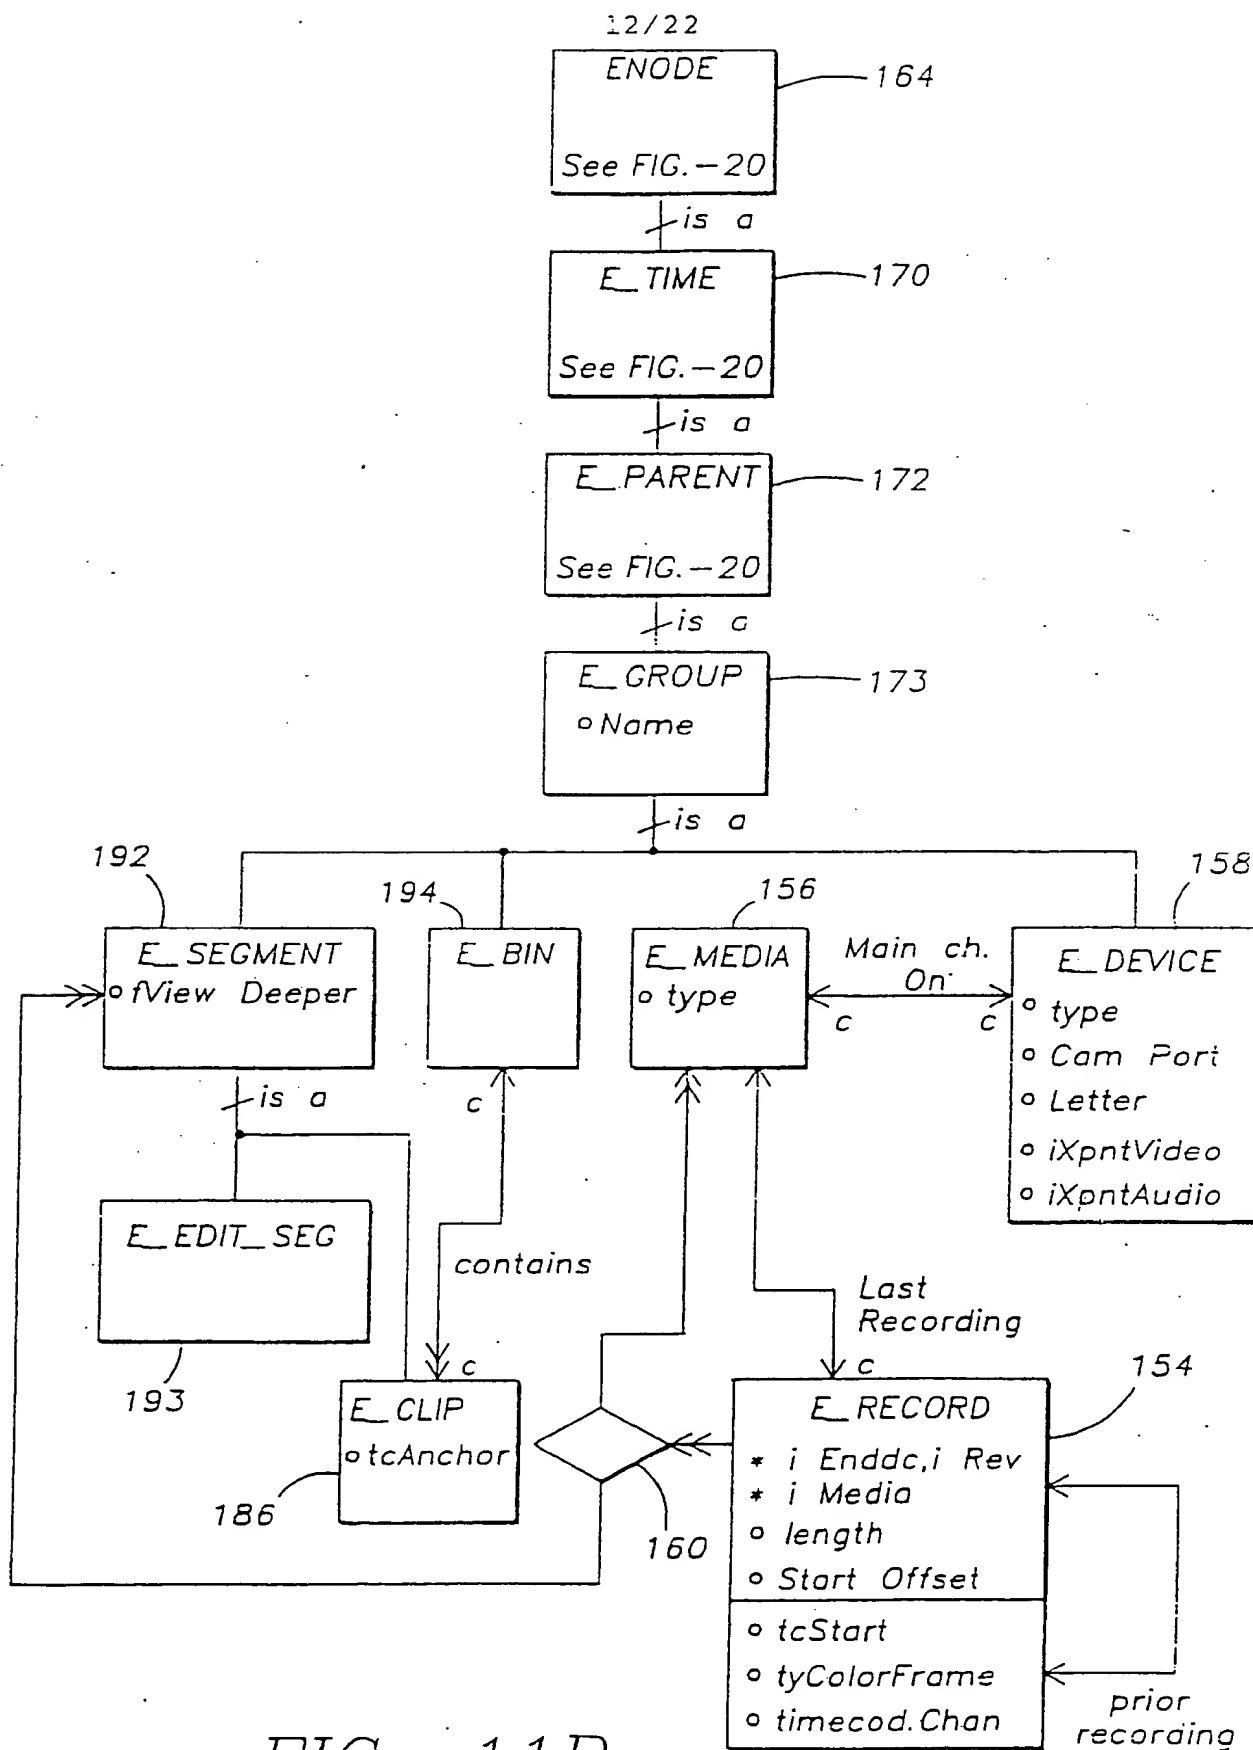 12/22
ENODE
164
See FIG.-20
is a
E_TIME
170
See FIG.-20
is a
E_PARENT
172
See FIG.-20
is a
E_GROUP
173
o Name
is a
192
194
156
158
E_SEGMENT
o fView Deeper
E_BIN
E_MEDIA
o type
Main ch.
On
c
c
E_DEVICE
o type
o Cam Port
o Letter
o iXpntVideo
o iXpntAudio
is a
c
E_EDIT_SEG
193
contains
c
Last
Recording
c
154
E_CLIP
o tcAnchor
186
160
E_RECORD
* i Enddc,i Rev
* i Media
o length
o Start Offset
o tcStart
o tyColorFrame
o timecod.Chan
prior
recording